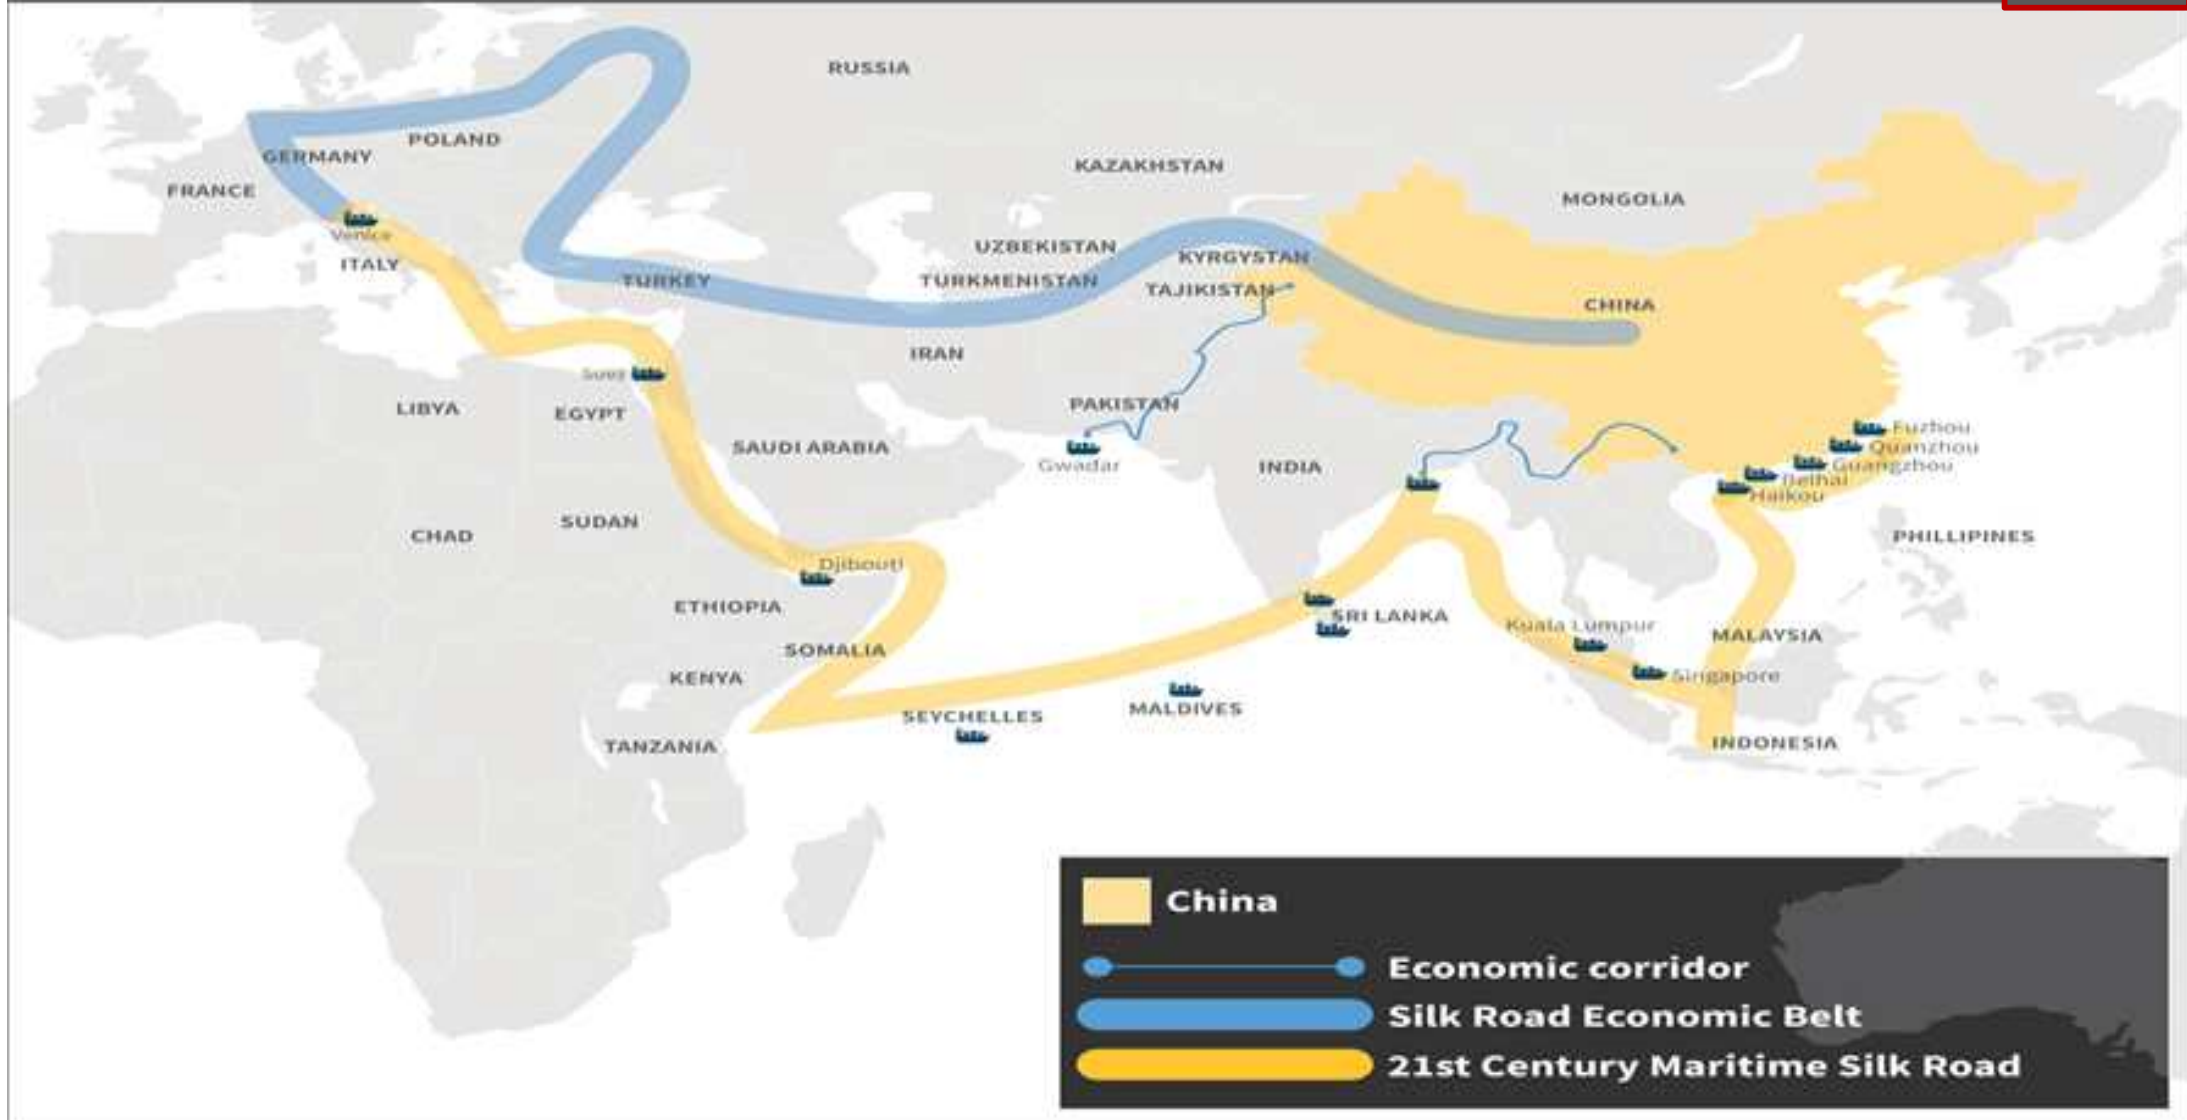 RUSSIA
POLAND
GERMANY
KAZAKHSTAN
FRANCE
MONGOLIA
Venice
UZBEKISTAN
KYRGYSTAN
ITALY
TURKEY
TURKMENISTAN
TAJIKISTAN
CHINA
IRAN
Suez
LIBYA
EGYPT
PAKISTAN
SAUDI ARABIA
Gwadar
INDIA
Fuzhou
Quanzhou
Guangzhou
Beihai
Haikou
SUDAN
CHAD
PHILLIPINES
Djibouti
ETHIOPIA
SRI LANKA
Kuala Lumpur
MALAYSIA
SOMALIA
KENYA
Singapore
SEYCHELLES
MALDIVES
TANZANIA
INDONESIA
China
Economic corridor
Silk Road Economic Belt
21st Century Maritime Silk Road